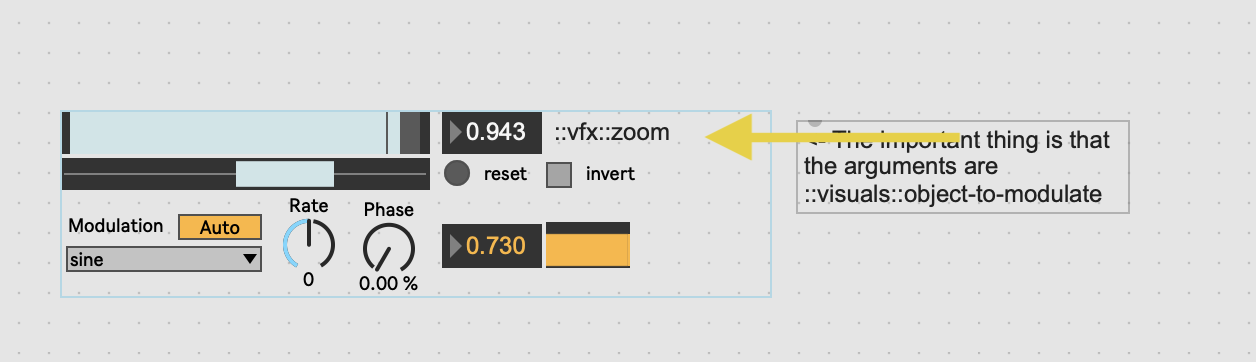 0.943 ::vfx::zoom
<- The important thing is that
the arguments are
::visuals::object-to-modulate
reset invert
Modulation Auto
sine
Rate
0
Phase
0.00 %
0.730